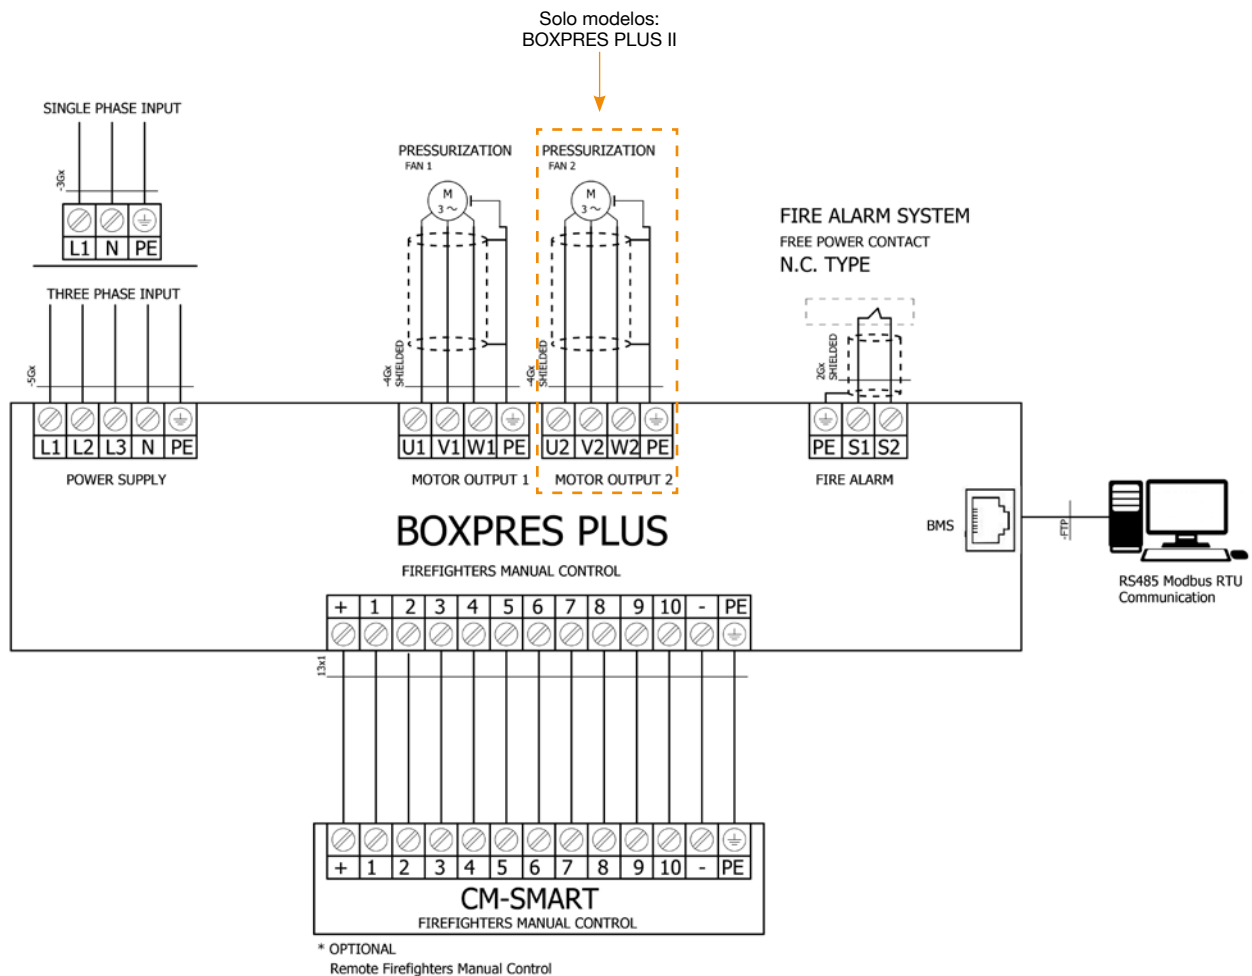 Solo modelos:
BOXPRES PLUS II
SINGLE PHASE INPUT
-3Gx
L1 N PE
THREE PHASE INPUT
-5Gx
L1 L2 L3 N PE
POWER SUPPLY
PRESSURIZATION
FAN 1
M
3~
-4Gx
SHIELDED
U1 V1 W1 PE
MOTOR OUTPUT 1
PRESSURIZATION
FAN 2
M
3~
-4Gx
SHIELDED
U2 V2 W2 PE
MOTOR OUTPUT 2
FIRE ALARM SYSTEM
FREE POWER CONTACT
N.C. TYPE
2Gx
SHIELDED
PE S1 S2
FIRE ALARM
BMS
-FTP
RS485 Modbus RTU
Communication
BOXPRES PLUS
FIREFIGHTERS MANUAL CONTROL
+ 1 2 3 4 5 6 7 8 9 10 - PE
13x1
+ 1 2 3 4 5 6 7 8 9 10 - PE
CM-SMART
FIREFIGHTERS MANUAL CONTROL
* OPTIONAL
Remote Firefighters Manual Control